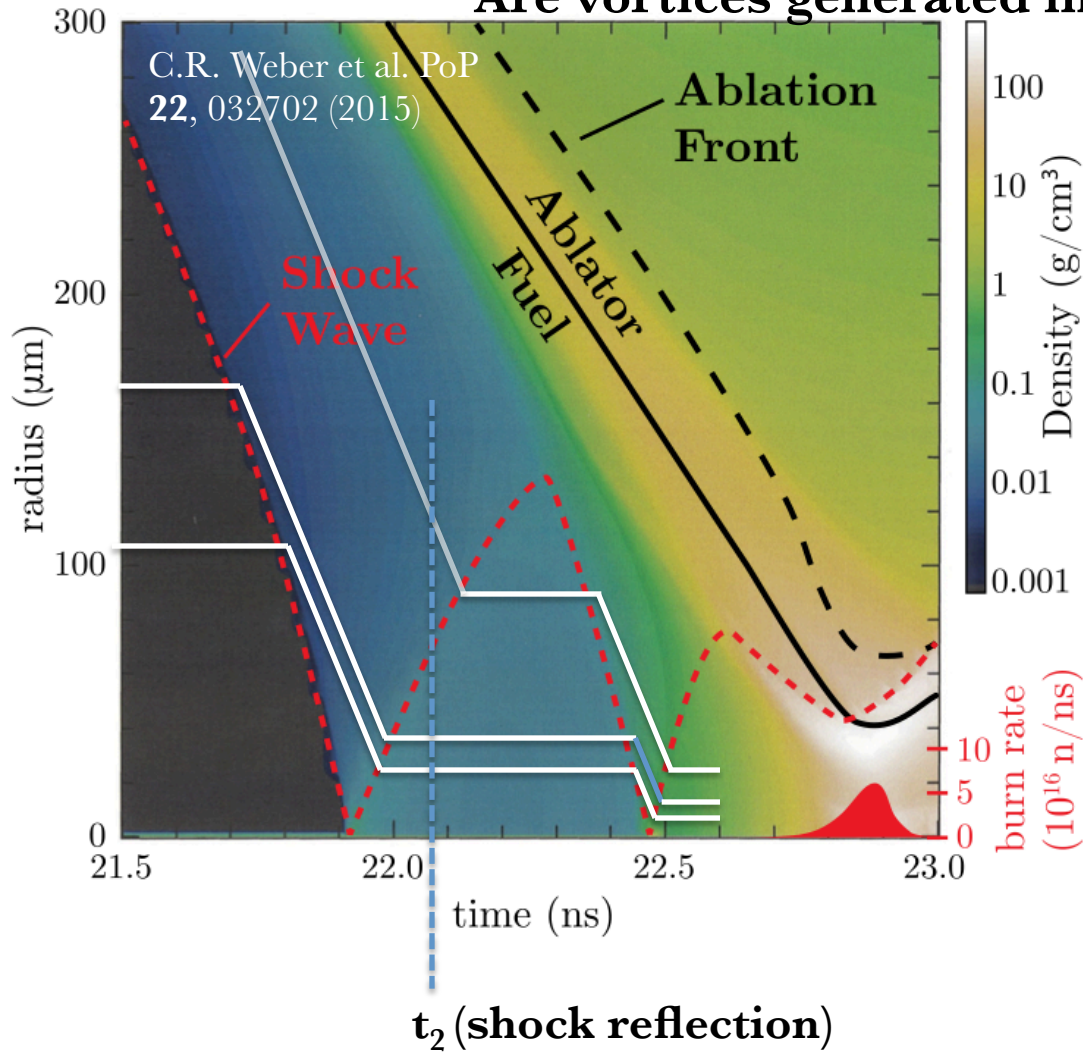 Are vortices generated in
300
200
100
0
radius (µm)
C.R. Weber et al. PoP
22, 032702 (2015)
Shock
Wave
Ablation
Front
Ablator
Fuel
100
10
1
0.1
0.01
0.001
Density (g/cm³)
10
5
0
burn rate
(10¹⁶ n/ns)
21.5 22.0 22.5 23.0
time (ns)
t₂ (shock reflection)